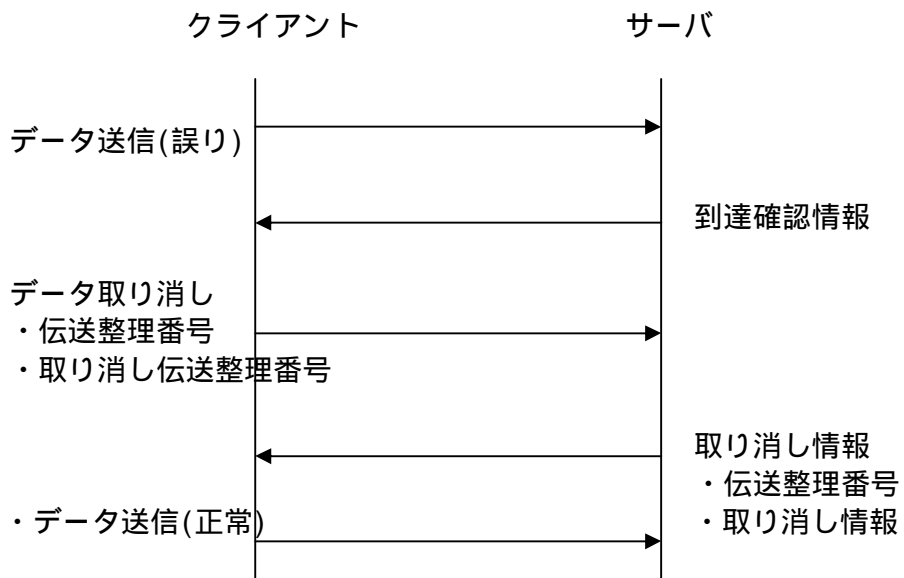 クライアント
サーバ
データ送信(誤り)
到達確認情報
データ取り消し
・伝送整理番号
・取り消し伝送整理番号
取り消し情報
・伝送整理番号
・取り消し情報
・データ送信(正常)